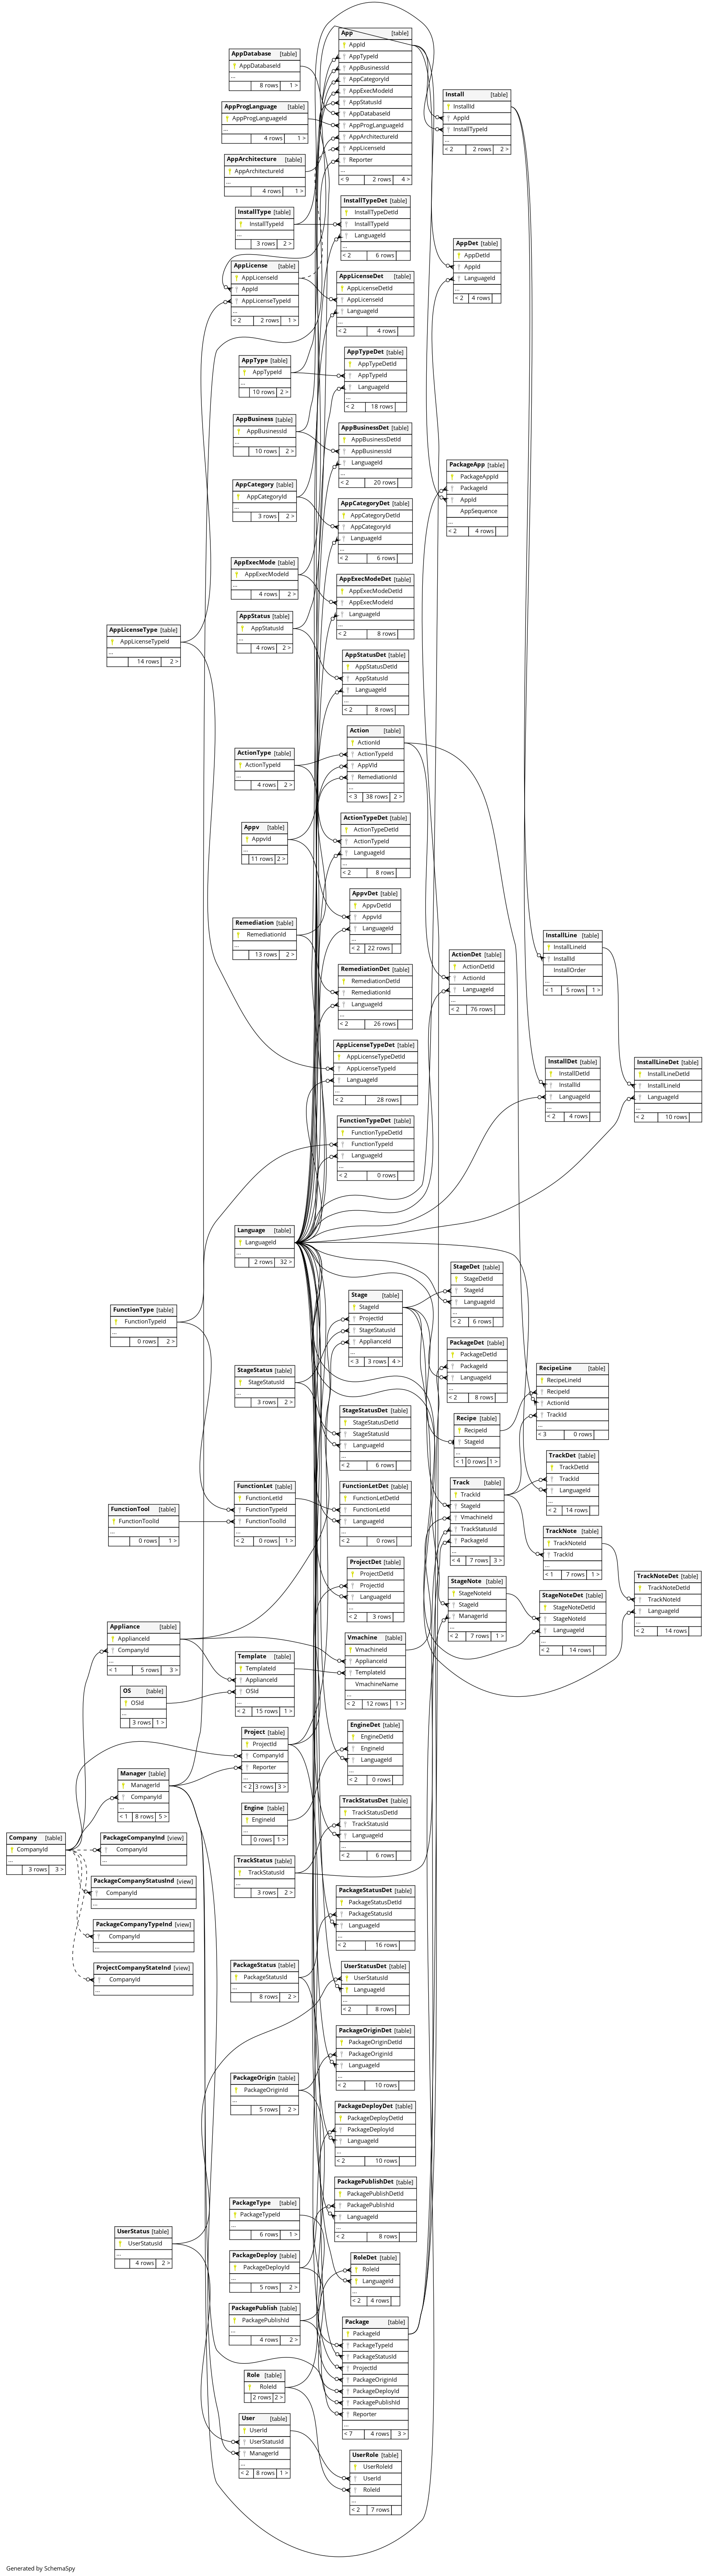 Company [table]
CompanyId
...
3 rows 3 >
AppLicenseType [table]
AppLicenseTypeId
...
14 rows 2 >
FunctionType [table]
FunctionTypeId
...
0 rows 2 >
FunctionTool [table]
FunctionToolId
...
0 rows 1 >
Appliance [table]
ApplianceId
CompanyId
...
< 1 5 rows 3 >
OS [table]
OSId
...
3 rows 1 >
Manager [table]
ManagerId
CompanyId
...
< 1 8 rows 5 >
PackageCompanyInd [view]
CompanyId
...
PackageCompanyStatusInd [view]
CompanyId
...
PackageCompanyTypeInd [view]
CompanyId
...
ProjectCompanyStateInd [view]
CompanyId
...
UserStatus [table]
UserStatusId
...
4 rows 2 >
AppDatabase [table]
AppDatabaseId
...
8 rows 1 >
AppProgLanguage [table]
AppProgLanguageId
...
4 rows 1 >
AppArchitecture [table]
AppArchitectureId
...
4 rows 1 >
InstallType [table]
InstallTypeId
...
3 rows 2 >
AppLicense [table]
AppLicenseId
AppId
AppLicenseTypeId
...
< 2 2 rows 1 >
AppType [table]
AppTypeId
...
10 rows 2 >
AppBusiness [table]
AppBusinessId
...
10 rows 2 >
AppCategory [table]
AppCategoryId
...
3 rows 2 >
AppExecMode [table]
AppExecModeId
...
4 rows 2 >
AppStatus [table]
AppStatusId
...
4 rows 2 >
ActionType [table]
ActionTypeId
...
4 rows 2 >
Appv [table]
AppvId
...
11 rows 2 >
Remediation [table]
RemediationId
...
13 rows 2 >
Language [table]
LanguageId
...
2 rows 32 >
StageStatus [table]
StageStatusId
...
3 rows 2 >
FunctionLet [table]
FunctionLetId
FunctionTypeId
FunctionToolId
...
< 2 0 rows 1 >
Template [table]
TemplateId
ApplianceId
OSId
...
< 2 15 rows 1 >
Project [table]
ProjectId
CompanyId
Reporter
...
< 2 3 rows 3 >
Engine [table]
EngineId
...
0 rows 1 >
TrackStatus [table]
TrackStatusId
...
3 rows 2 >
PackageStatus [table]
PackageStatusId
...
8 rows 2 >
PackageOrigin [table]
PackageOriginId
...
5 rows 2 >
PackageType [table]
PackageTypeId
...
6 rows 1 >
PackageDeploy [table]
PackageDeployId
...
5 rows 2 >
PackagePublish [table]
PackagePublishId
...
4 rows 2 >
Role [table]
RoleId
...
2 rows 2 >
User [table]
UserId
UserStatusId
ManagerId
...
< 2 8 rows 1 >
App [table]
AppId
AppTypeId
AppBusinessId
AppCategoryId
AppExecModeId
AppStatusId
AppDatabaseId
AppProgLanguageId
AppArchitectureId
AppLicenseId
Reporter
...
< 9 2 rows 4 >
InstallTypeDet [table]
InstallTypeDetId
InstallTypeId
LanguageId
...
< 2 6 rows
AppLicenseDet [table]
AppLicenseDetId
AppLicenseId
LanguageId
...
< 2 4 rows
AppTypeDet [table]
AppTypeDetId
AppTypeId
LanguageId
...
< 2 18 rows
AppBusinessDet [table]
AppBusinessDetId
AppBusinessId
LanguageId
...
< 2 20 rows
AppCategoryDet [table]
AppCategoryDetId
AppCategoryId
LanguageId
...
< 2 6 rows
AppExecModeDet [table]
AppExecModeDetId
AppExecModeId
LanguageId
...
< 2 8 rows
AppStatusDet [table]
AppStatusDetId
AppStatusId
LanguageId
...
< 2 8 rows
Action [table]
ActionId
ActionTypeId
AppVId
RemediationId
...
< 3 38 rows 2 >
ActionTypeDet [table]
ActionTypeDetId
ActionTypeId
LanguageId
...
< 2 8 rows
AppvDet [table]
AppvDetId
AppvId
LanguageId
...
< 2 22 rows
RemediationDet [table]
RemediationDetId
RemediationId
LanguageId
...
< 2 26 rows
AppLicenseTypeDet [table]
AppLicenseTypeDetId
AppLicenseTypeId
LanguageId
...
< 2 28 rows
FunctionTypeDet [table]
FunctionTypeDetId
FunctionTypeId
LanguageId
...
< 2 0 rows
Stage [table]
StageId
ProjectId
StageStatusId
ApplianceId
...
< 3 3 rows 4 >
StageStatusDet [table]
StageStatusDetId
StageStatusId
LanguageId
...
< 2 6 rows
FunctionLetDet [table]
FunctionLetDetId
FunctionLetId
LanguageId
...
< 2 0 rows
ProjectDet [table]
ProjectDetId
ProjectId
LanguageId
...
< 2 3 rows
Vmachine [table]
VmachineId
ApplianceId
TemplateId
VmachineName
...
< 2 12 rows 1 >
EngineDet [table]
EngineDetId
EngineId
LanguageId
...
< 2 0 rows
TrackStatusDet [table]
TrackStatusDetId
TrackStatusId
LanguageId
...
< 2 6 rows
PackageStatusDet [table]
PackageStatusDetId
PackageStatusId
LanguageId
...
< 2 16 rows
UserStatusDet [table]
UserStatusId
LanguageId
...
< 2 8 rows
PackageOriginDet [table]
PackageOriginDetId
PackageOriginId
LanguageId
...
< 2 10 rows
PackageDeployDet [table]
PackageDeployDetId
PackageDeployId
LanguageId
...
< 2 10 rows
PackagePublishDet [table]
PackagePublishDetId
PackagePublishId
LanguageId
...
< 2 8 rows
RoleDet [table]
RoleId
LanguageId
...
< 2 4 rows
Package [table]
PackageId
PackageTypeId
PackageStatusId
ProjectId
PackageOriginId
PackageDeployId
PackagePublishId
Reporter
...
< 7 4 rows 3 >
UserRole [table]
UserRoleId
UserId
RoleId
...
< 2 7 rows
Install [table]
InstallId
AppId
InstallTypeId
...
< 2 2 rows 2 >
AppDet [table]
AppDetId
AppId
LanguageId
...
< 2 4 rows
PackageApp [table]
PackageAppId
PackageId
AppId
AppSequence
...
< 2 4 rows
ActionDet [table]
ActionDetId
ActionId
LanguageId
...
< 2 76 rows
StageDet [table]
StageDetId
StageId
LanguageId
...
< 2 6 rows
PackageDet [table]
PackageDetId
PackageId
LanguageId
...
< 2 8 rows
Recipe [table]
RecipeId
StageId
...
< 1 0 rows 1 >
Track [table]
TrackId
StageId
VmachineId
TrackStatusId
PackageId
...
< 4 7 rows 3 >
StageNote [table]
StageNoteId
StageId
ManagerId
...
< 2 7 rows 1 >
InstallLine [table]
InstallLineId
InstallId
InstallOrder
...
< 1 5 rows 1 >
InstallDet [table]
InstallDetId
InstallId
LanguageId
...
< 2 4 rows
RecipeLine [table]
RecipeLineId
RecipeId
ActionId
TrackId
...
< 3 0 rows
TrackDet [table]
TrackDetId
TrackId
LanguageId
...
< 2 14 rows
TrackNote [table]
TrackNoteId
TrackId
...
< 1 7 rows 1 >
StageNoteDet [table]
StageNoteDetId
StageNoteId
LanguageId
...
< 2 14 rows
InstallLineDet [table]
InstallLineDetId
InstallLineId
LanguageId
...
< 2 10 rows
TrackNoteDet [table]
TrackNoteDetId
TrackNoteId
LanguageId
...
< 2 14 rows
Generated by SchemaSpy